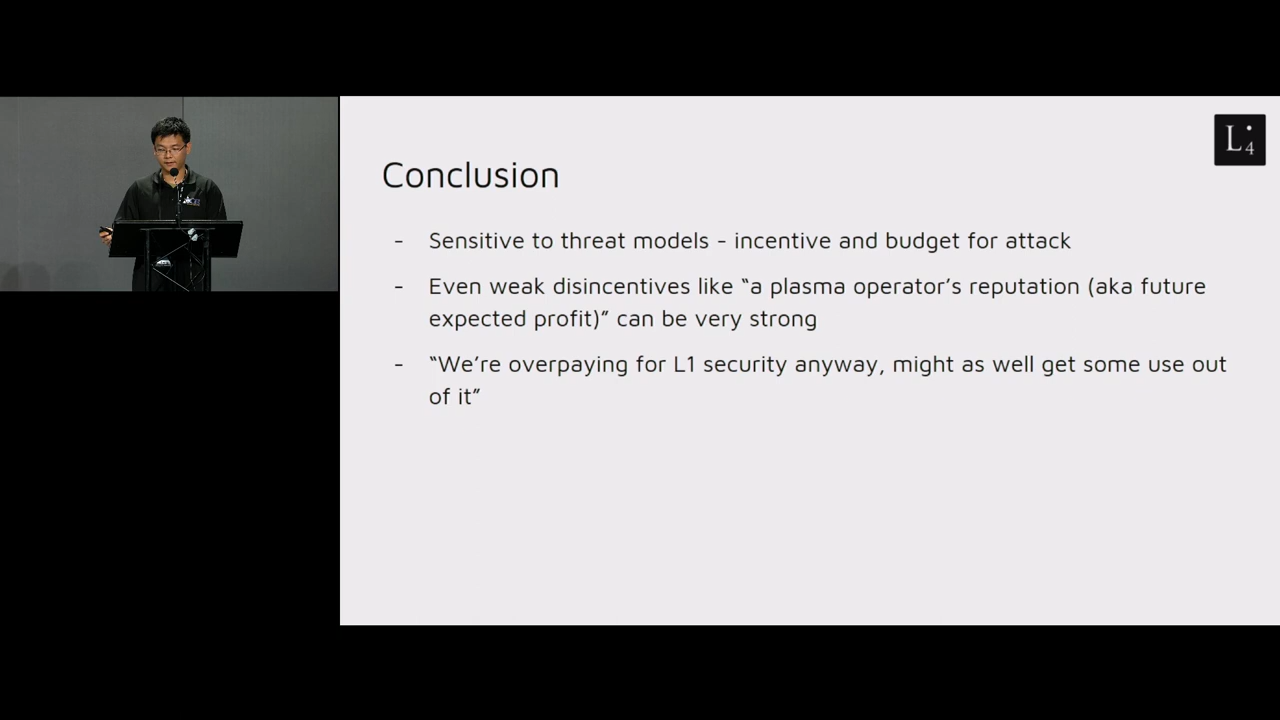 L4
Conclusion
- Sensitive to threat models - incentive and budget for attack
- Even weak disincentives like “a plasma operator’s reputation (aka future
expected profit)” can be very strong
- “We’re overpaying for L1 security anyway, might as well get some use out
of it”